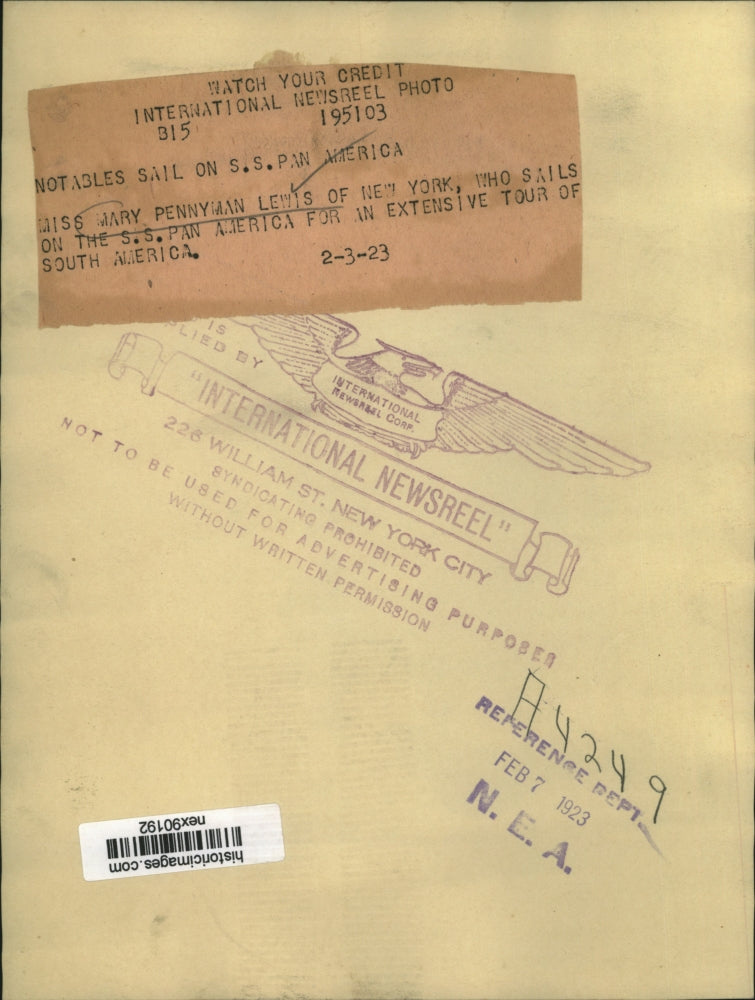 WATCH YOUR CREDIT
INTERNATIONAL NEWSREEL PHOTO
B15 195103
NOTABLES SAIL ON S.S.PAN AMERICA
MISS MARY PENNYMAN LEWIS OF NEW YORK, WHO SAILS
ON THE S.S.PAN AMERICA FOR AN EXTENSIVE TOUR OF
SOUTH AMERICA. 2-3-23
IS
PLIED BY
INTERNATIONAL
NEWSREEL CORP.
"INTERNATIONAL NEWSREEL"
226 WILLIAM ST. NEW YORK CITY
SYNDICATING PROHIBITED
NOT TO BE USED FOR ADVERTISING PURPOSES
WITHOUT WRITTEN PERMISSION
A4249
REFERENCE DEPT.
FEB 7 1923
N. E. A.
historicimages.com
nex90192